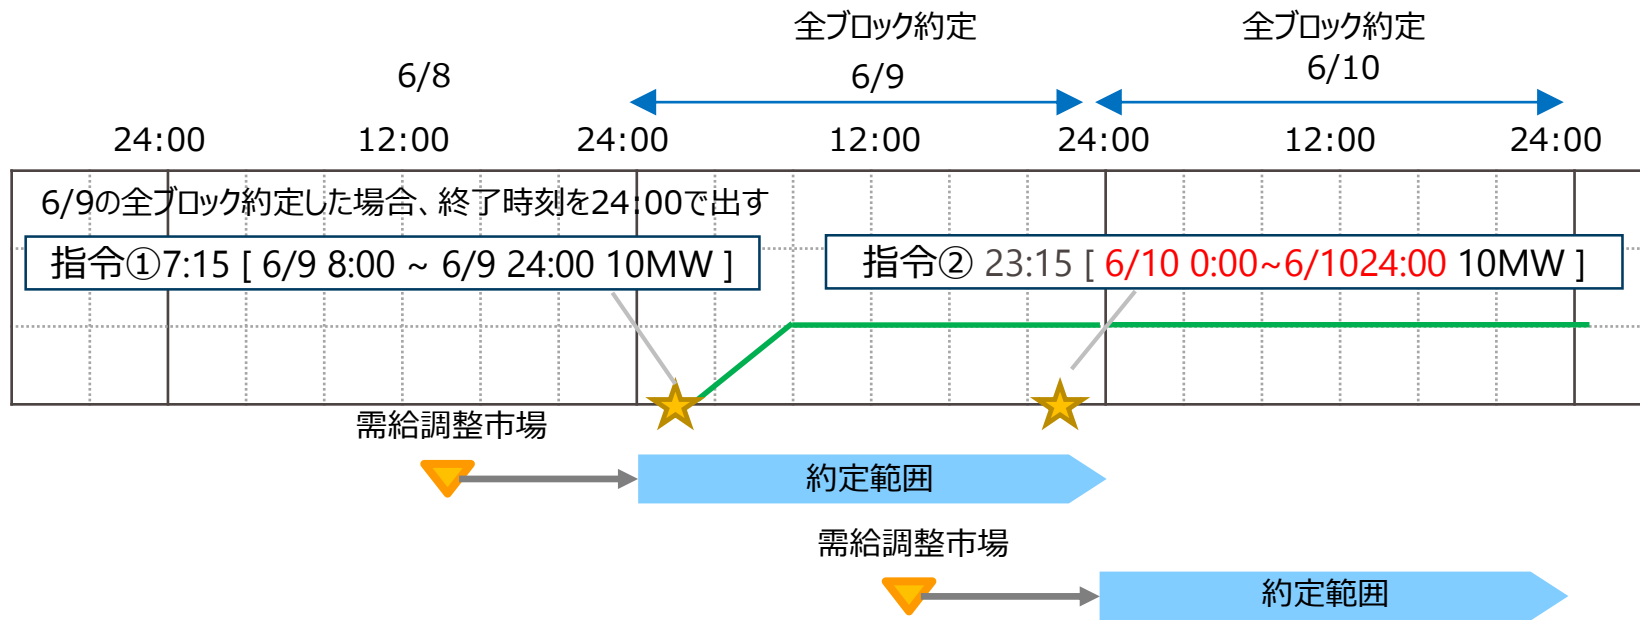 全ブロック約定
全ブロック約定
6/8
6/9
6/10
24:00
12:00
24:00
12:00
24:00
12:00
24:00
6/9の全ブロック約定した場合、終了時刻を24:00で出す
指令①7:15 [ 6/9 8:00 ~ 6/9 24:00 10MW ]
指令② 23:15 [ 6/10 0:00~6/1024:00 10MW ]
需給調整市場
約定範囲
需給調整市場
約定範囲